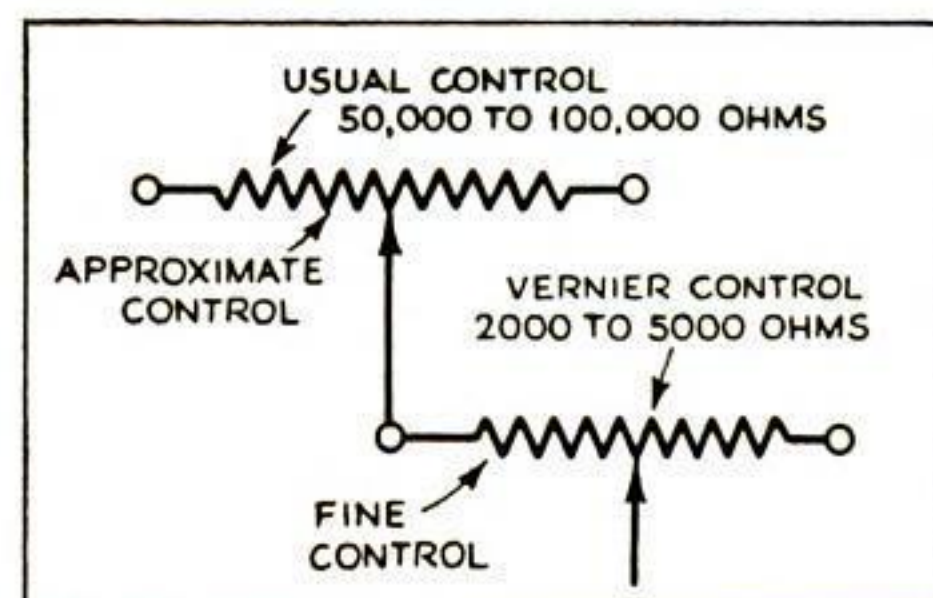 USUAL CONTROL
50,000 TO 100,000 OHMS
APPROXIMATE
CONTROL
VERNIER CONTROL
2000 TO 5000 OHMS
FINE
CONTROL